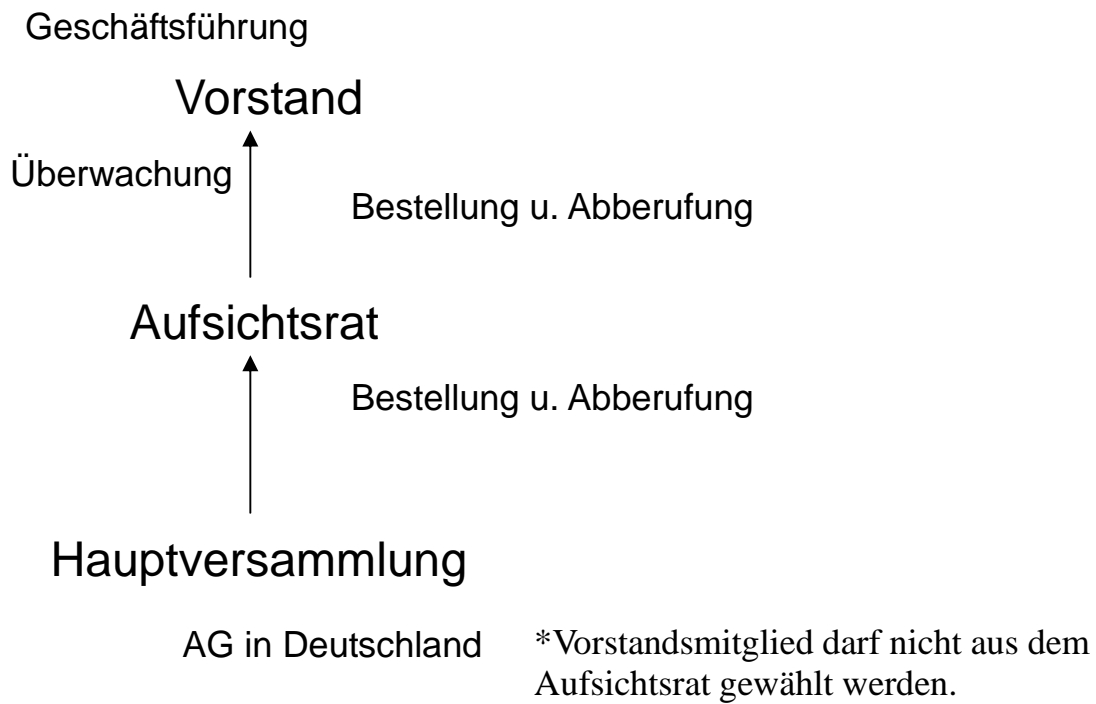 Geschäftsführung
Vorstand
Überwachung
Bestellung u. Abberufung
Aufsichtsrat
Bestellung u. Abberufung
Hauptversammlung
AG in Deutschland
*Vorstandsmitglied darf nicht aus dem
Aufsichtsrat gewählt werden.